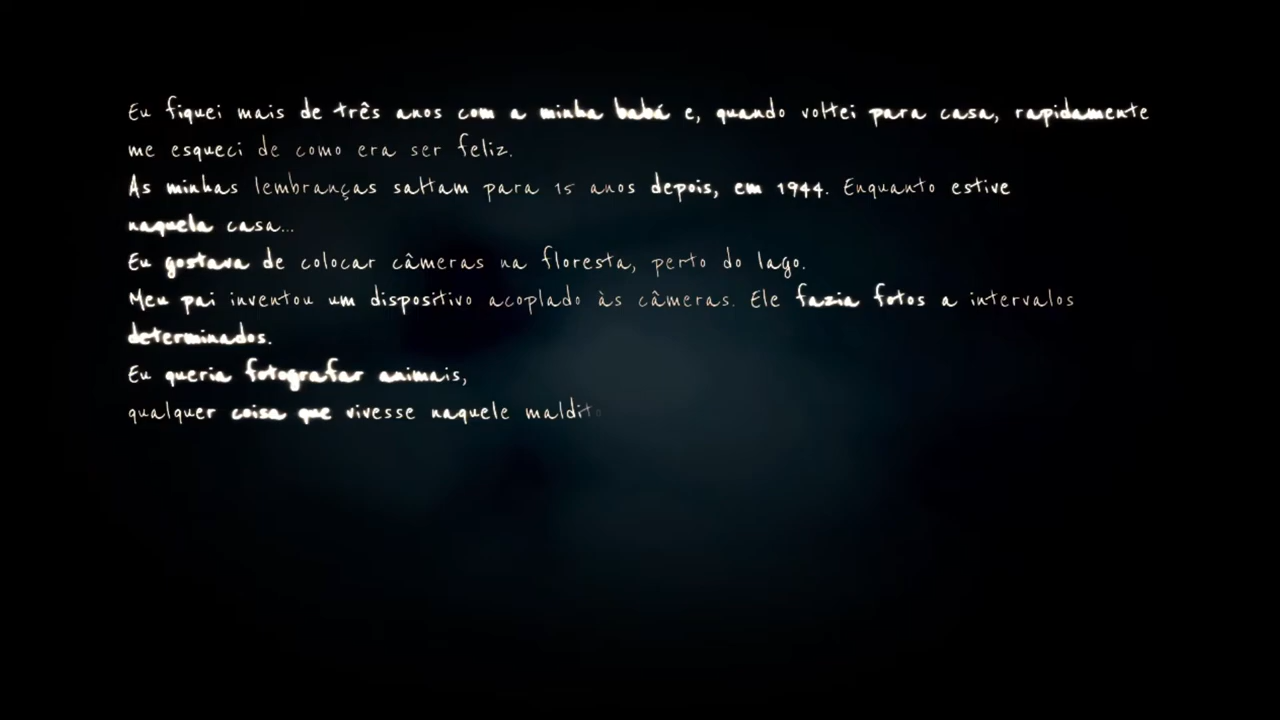 Eu fiquei mais de três anos com a minha babá e, quando voltei para casa, rapidamente
me esqueci de como era ser feliz.
As minhas lembranças saltam para 15 anos depois, em 1944. Enquanto estive
naquela casa...
Eu gostava de colocar câmeras na floresta, perto do lago.
Meu pai inventou um dispositivo acoplado às câmeras. Ele fazia fotos a intervalos
determinados.
Eu queria fotografar animais,
qualquer coisa que vivesse naquele maldito